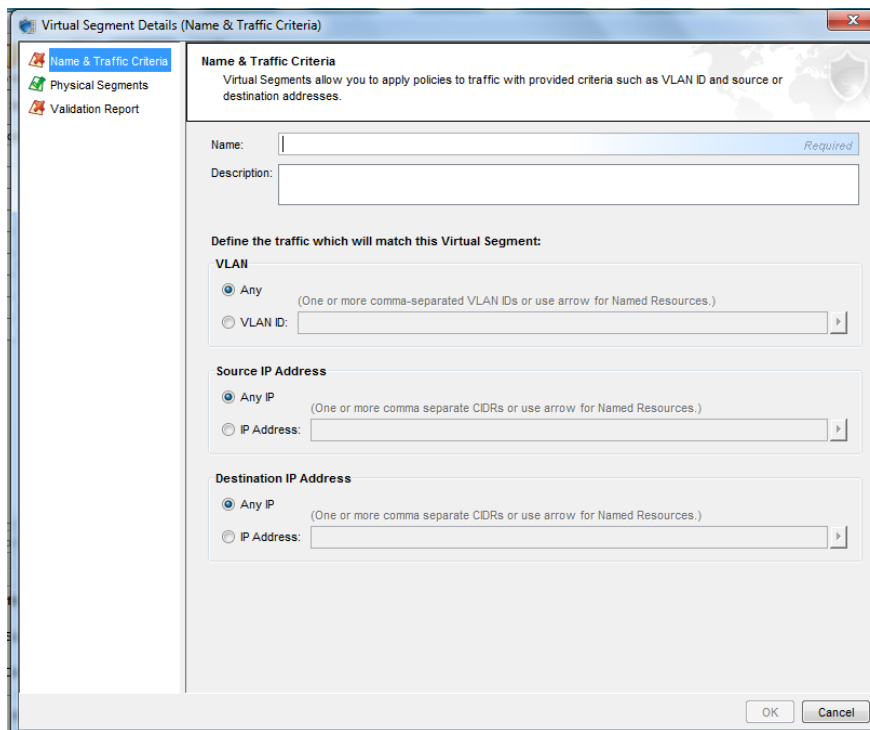 Virtual Segment Details (Name & Traffic Criteria)
Name & Traffic Criteria
Physical Segments
Validation Report
Name & Traffic Criteria
Virtual Segments allow you to apply policies to traffic with provided criteria such as VLAN ID and source or
destination addresses.
Name:
Required
Description:
Define the traffic which will match this Virtual Segment:
VLAN
Any
(One or more comma-separated VLAN IDs or use arrow for Named Resources.)
VLAN ID:
Source IP Address
Any IP
(One or more comma separate CIDRs or use arrow for Named Resources.)
IP Address:
Destination IP Address
Any IP
(One or more comma separate CIDRs or use arrow for Named Resources.)
IP Address:
OK Cancel